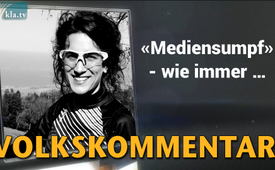 kla.tv
«Mediensumpf»
- wie immer ...
VOLKSKOMMENTAR